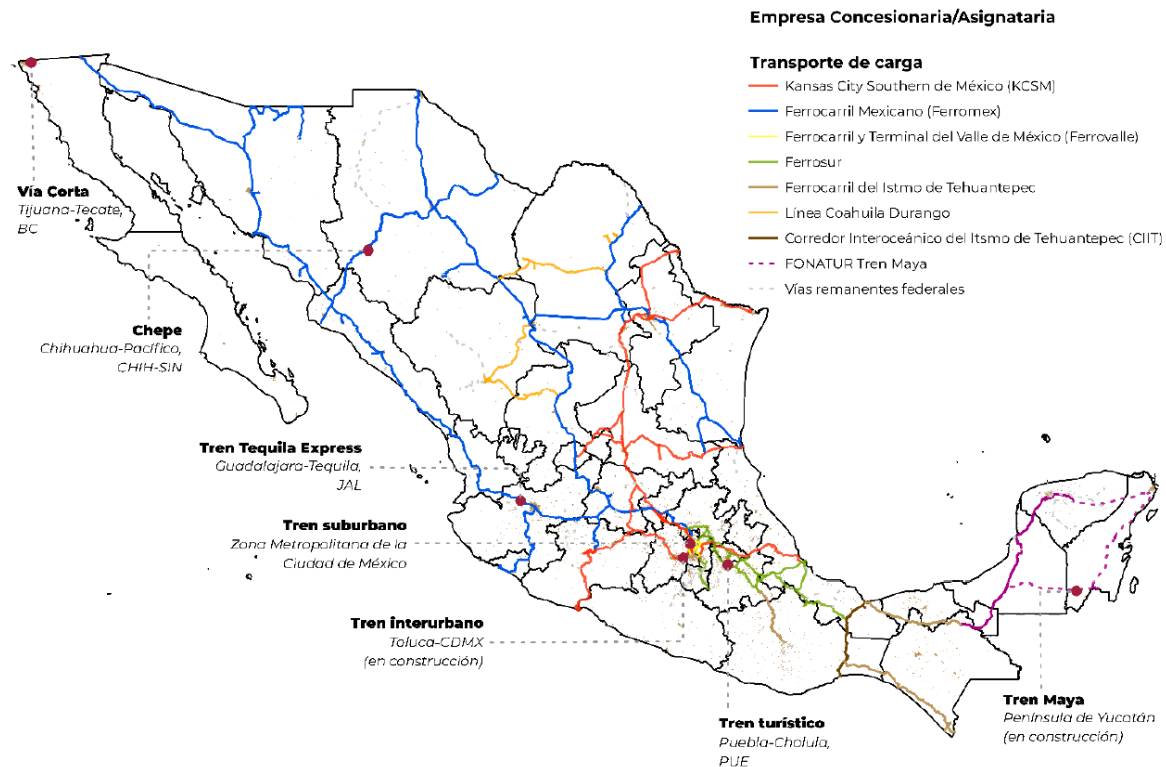 Empresa Concesionaria/Asignataria
Transporte de carga
Kansas City Southern de México (KCSM)
Ferrocarril Mexicano (Ferromex)
Ferrocarril y Terminal del Valle de México (Ferrovalle)
Ferrosur
Ferrocarril del Istmo de Tehuantepec
Línea Coahuila Durango
Corredor Interoceánico del Itsmo de Tehuantepec (CIIT)
FONATUR Tren Maya
Vías remanentes federales
Vía Corta
Tijuana-Tecate,
BC
Chepe
Chihuahua-Pacífico,
CHIH-SIN
Tren Tequila Express
Guadalajara-Tequila,
JAL
Tren suburbano
Zona Metropolitana de la
Ciudad de México
Tren interurbano
Toluca-CDMX
(en construcción)
Tren turístico
Puebla-Cholula,
PUE
Tren Maya
Península de Yucatán
(en construcción)